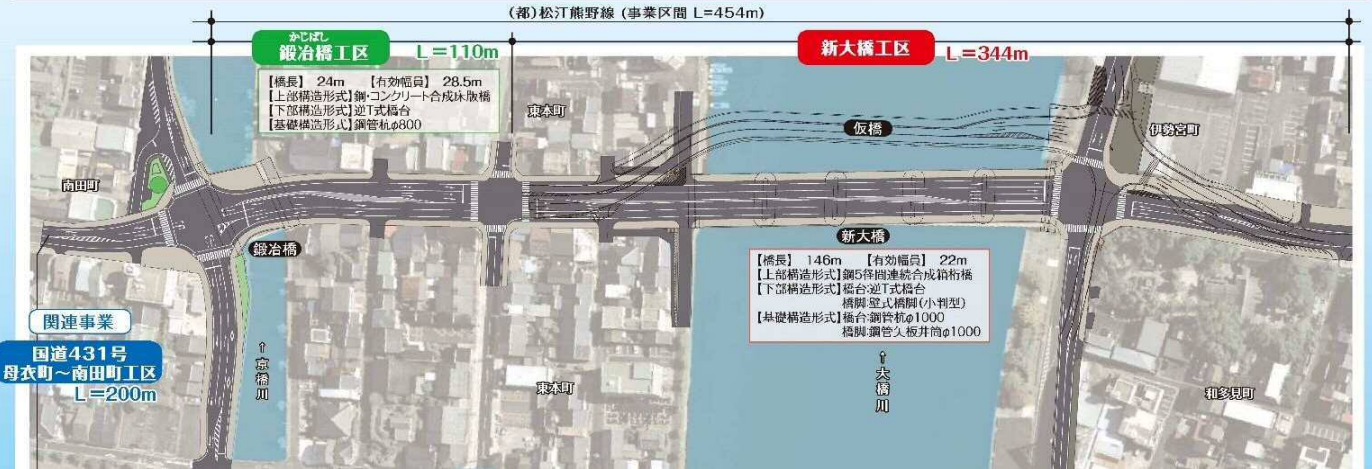 (都)松江熊野線 (事業区間 L=454m)
かじばし
鍛冶橋工区
L=110m
新大橋工区
L=344m
【橋長】 24m 【有効幅員】 28.5m
【上部構造形式】鋼・コンクリート合成床版橋
【下部構造形式】逆T式橋台
【基礎構造形式】鋼管杭φ800
東本町
仮橋
伊勢宮町
南田町
鍛冶橋
新大橋
【橋長】 146m 【有効幅員】 22m
【上部構造形式】鋼5径間連続合成箱桁橋
【下部構造形式】橋台:逆T式橋台
橋脚:壁式橋脚(小判型)
【基礎構造形式】橋台:鋼管杭φ1000
橋脚:鋼管矢板井筒φ1000
関連事業
国道431号
母衣町~南田町工区
L=200m
↑京橋川
東本町
↑大橋川
和多見町